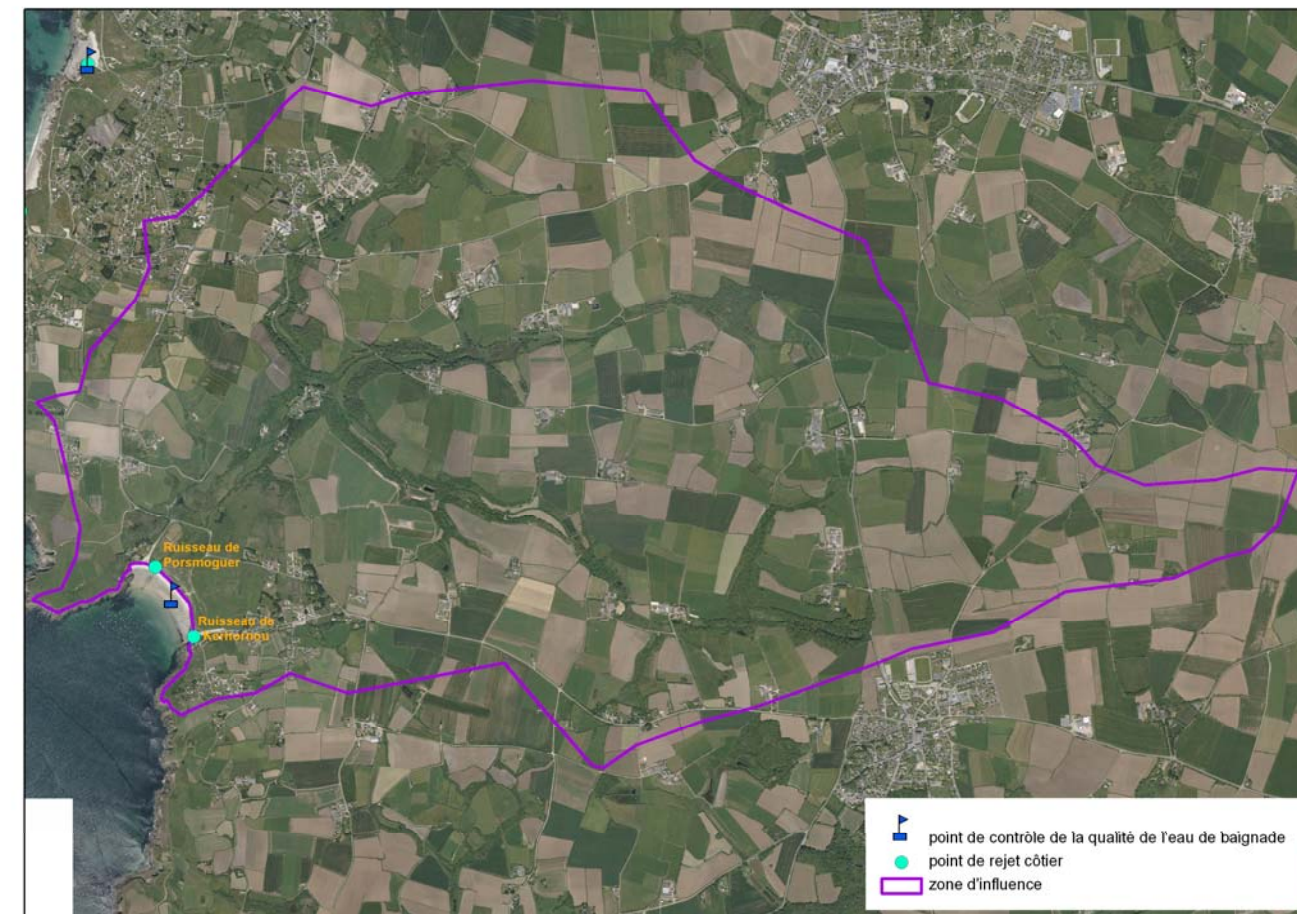 Ruisseau de
Porsmoguer
Ruisseau de
Kerhornou
point de contrôle de la qualité de l'eau de baignade
point de rejet côtier
zone d'influence